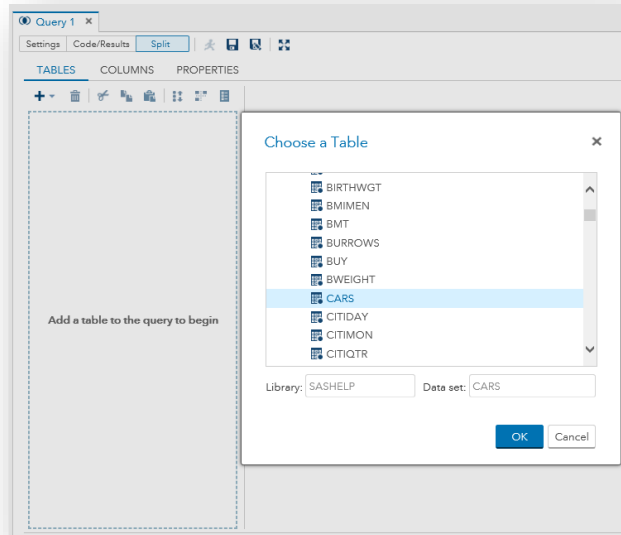 Query 1 ×
Settings Code/Results Split
TABLES COLUMNS PROPERTIES
Choose a Table
BIRTHWGT
BMIMEN
BMT
BURROWS
BUY
BWEIGHT
CARS
CITIDAY
CITIMON
CITIQTR
Add a table to the query to begin
Library: SASHELP Data set: CARS
OK Cancel